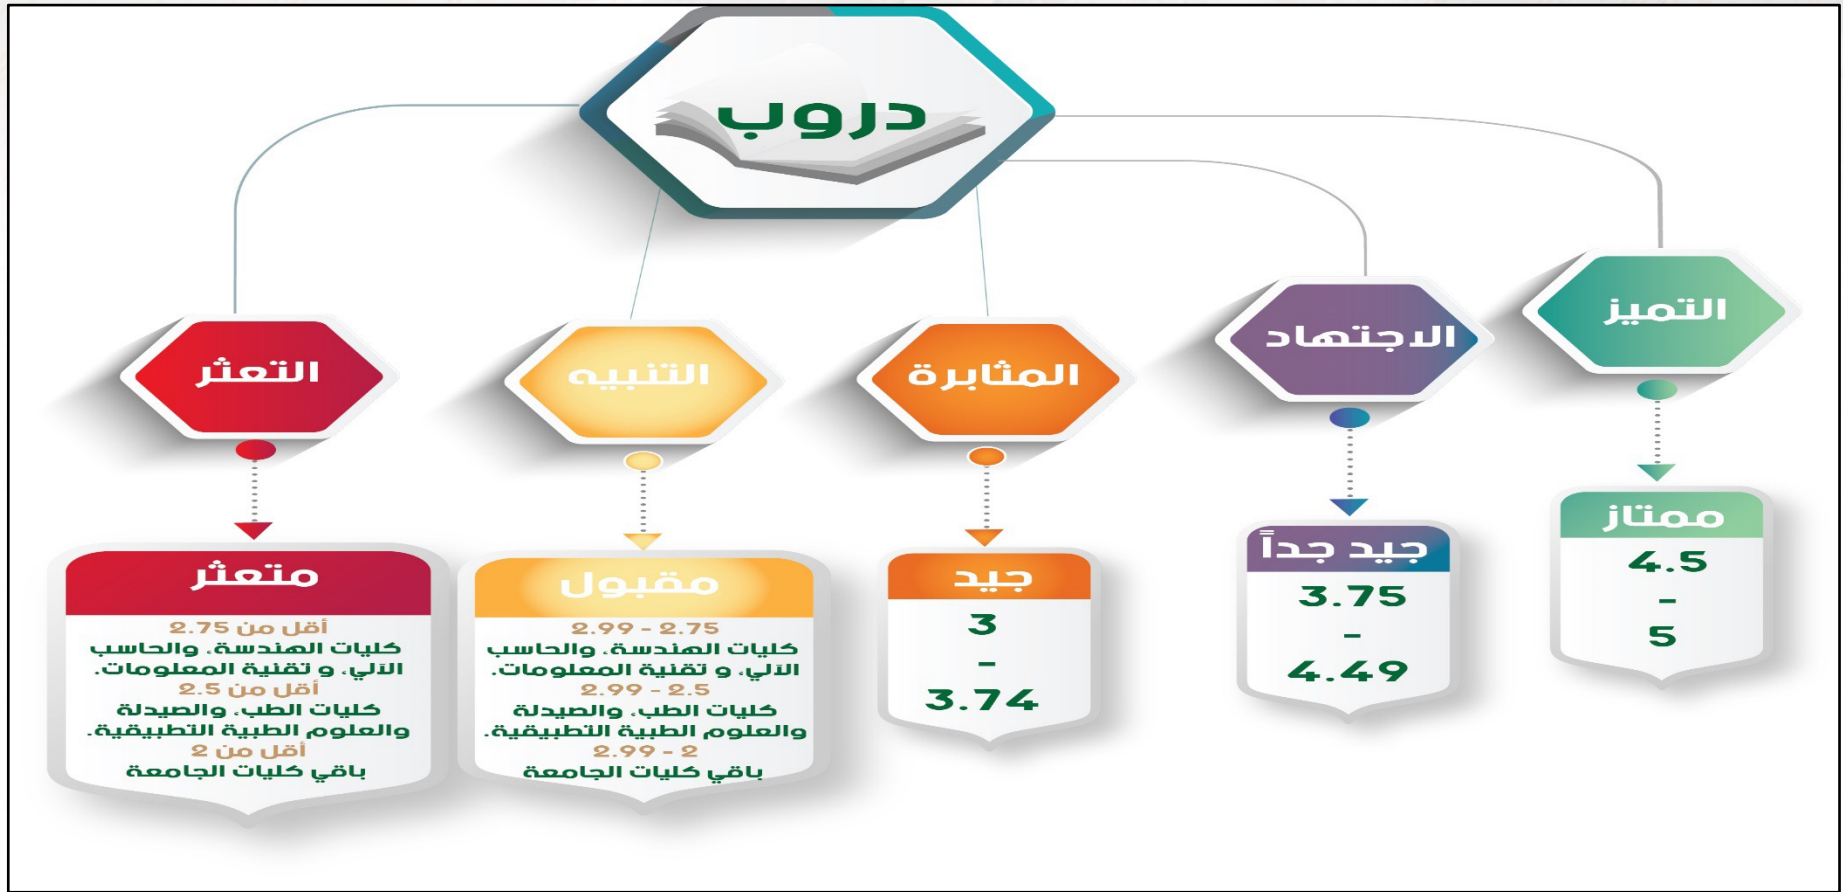 دروب
التميز
ممتاز
4.5
-
5
الاجتهاد
جيد جداً
3.75
-
4.49
المثابرة
جيد
3
-
3.74
التنبيه
مقبول
2.75 - 2.99
كليات الهندسة، والحاسب
الآلي، و تقنية المعلومات.
2.5 - 2.99
كليات الطب، والصيدلة
والعلوم الطبية التطبيقية.
2 - 2.99
باقي كليات الجامعة
التعثر
متعثر
أقل من 2.75
كليات الهندسة، والحاسب
الآلي، و تقنية المعلومات.
أقل من 2.5
كليات الطب، والصيدلة
والعلوم الطبية التطبيقية.
أقل من 2
باقي كليات الجامعة